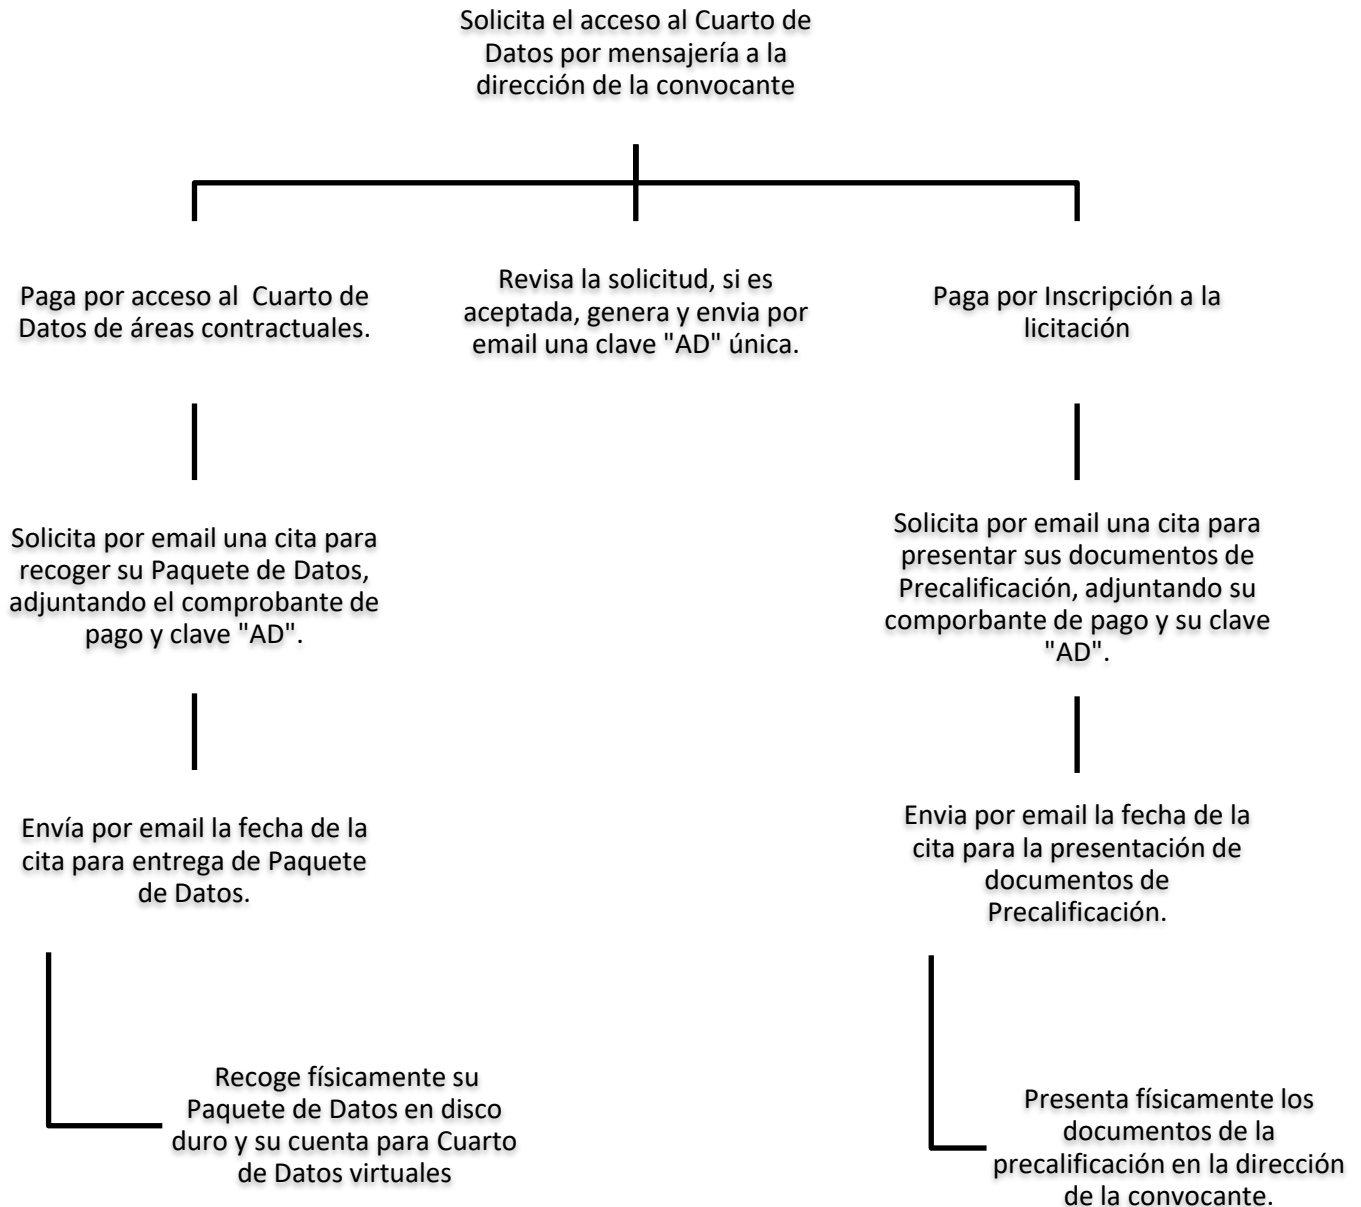 Solicita el acceso al Cuarto de
Datos por mensajería a la
dirección de la convocante
Paga por acceso al Cuarto de
Datos de áreas contractuales.
Revisa la solicitud, si es
aceptada, genera y envia por
email una clave "AD" única.
Paga por Inscripción a la
licitación
Solicita por email una cita para
recoger su Paquete de Datos,
adjuntando el comprobante de
pago y clave "AD".
Solicita por email una cita para
presentar sus documentos de
Precalificación, adjuntando su
comporbante de pago y su clave
"AD".
Envía por email la fecha de la
cita para entrega de Paquete
de Datos.
Envia por email la fecha de la
cita para la presentación de
documentos de
Precalificación.
Recoge físicamente su
Paquete de Datos en disco
duro y su cuenta para Cuarto
de Datos virtuales
Presenta físicamente los
documentos de la
precalificación en la dirección
de la convocante.